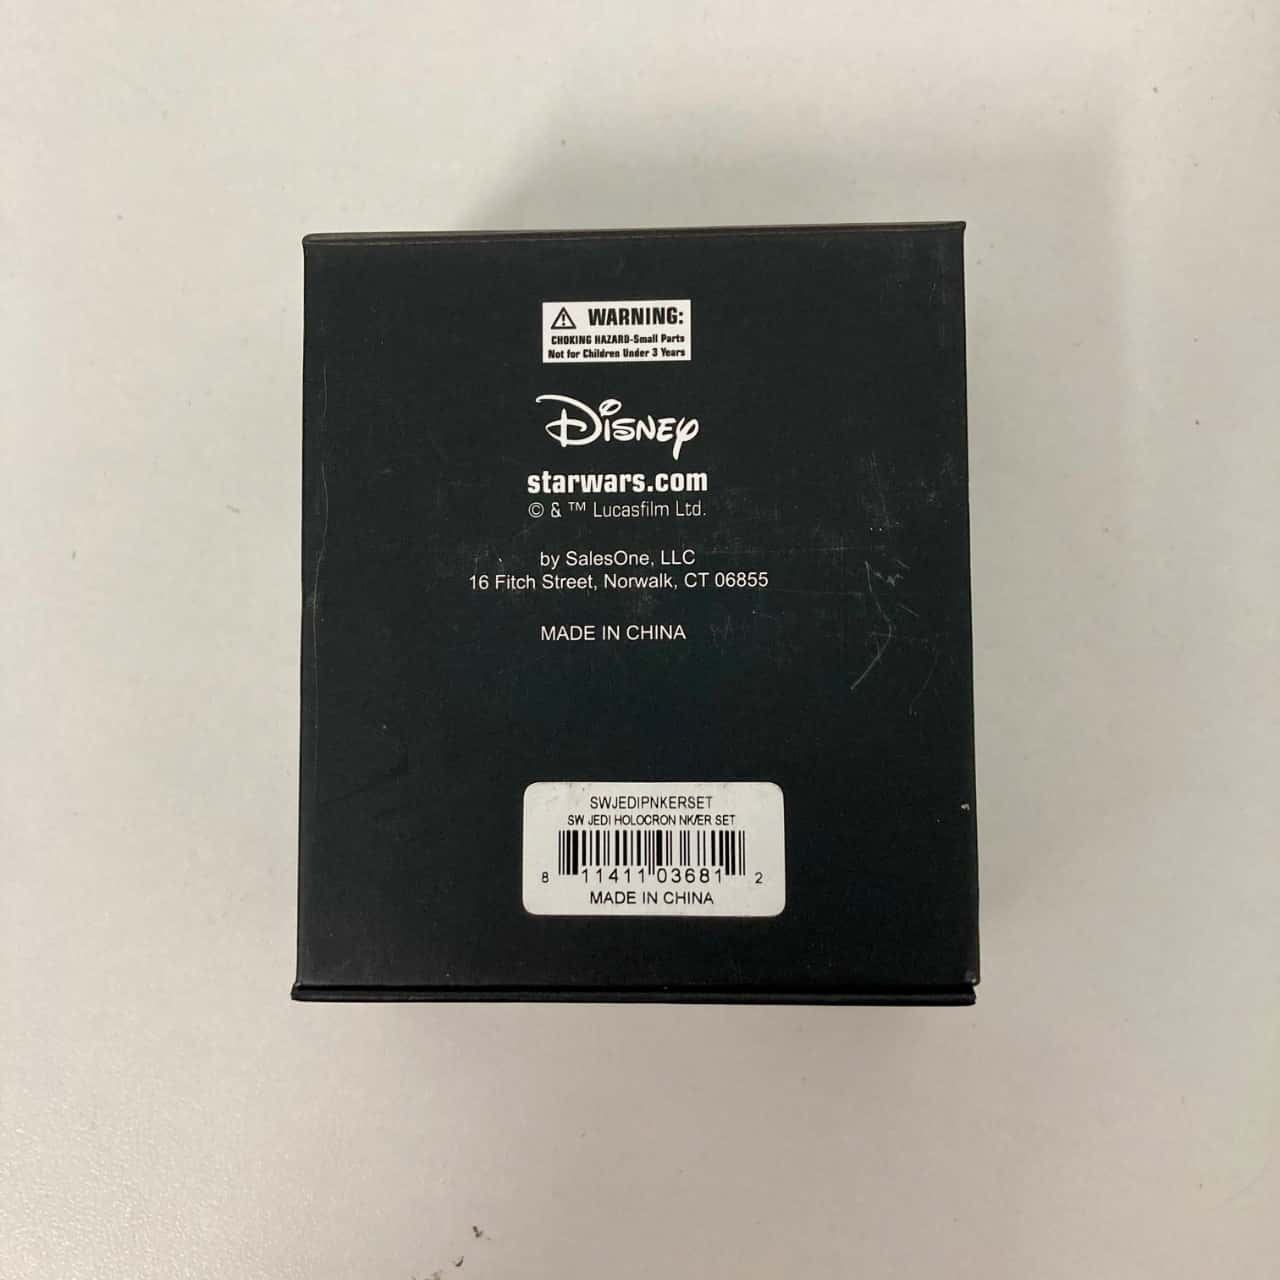 WARNING:
CHOKING HAZARD-Small Parts
Not for Children Under 3 Years
Disney
starwars.com
© & ™ Lucasfilm Ltd.
by SalesOne, LLC
16 Fitch Street, Norwalk, CT 06855
MADE IN CHINA
SWJEDIPNKERSET
SW JEDI HOLOCRON NK/ER SET
8 11411 03681 2
MADE IN CHINA